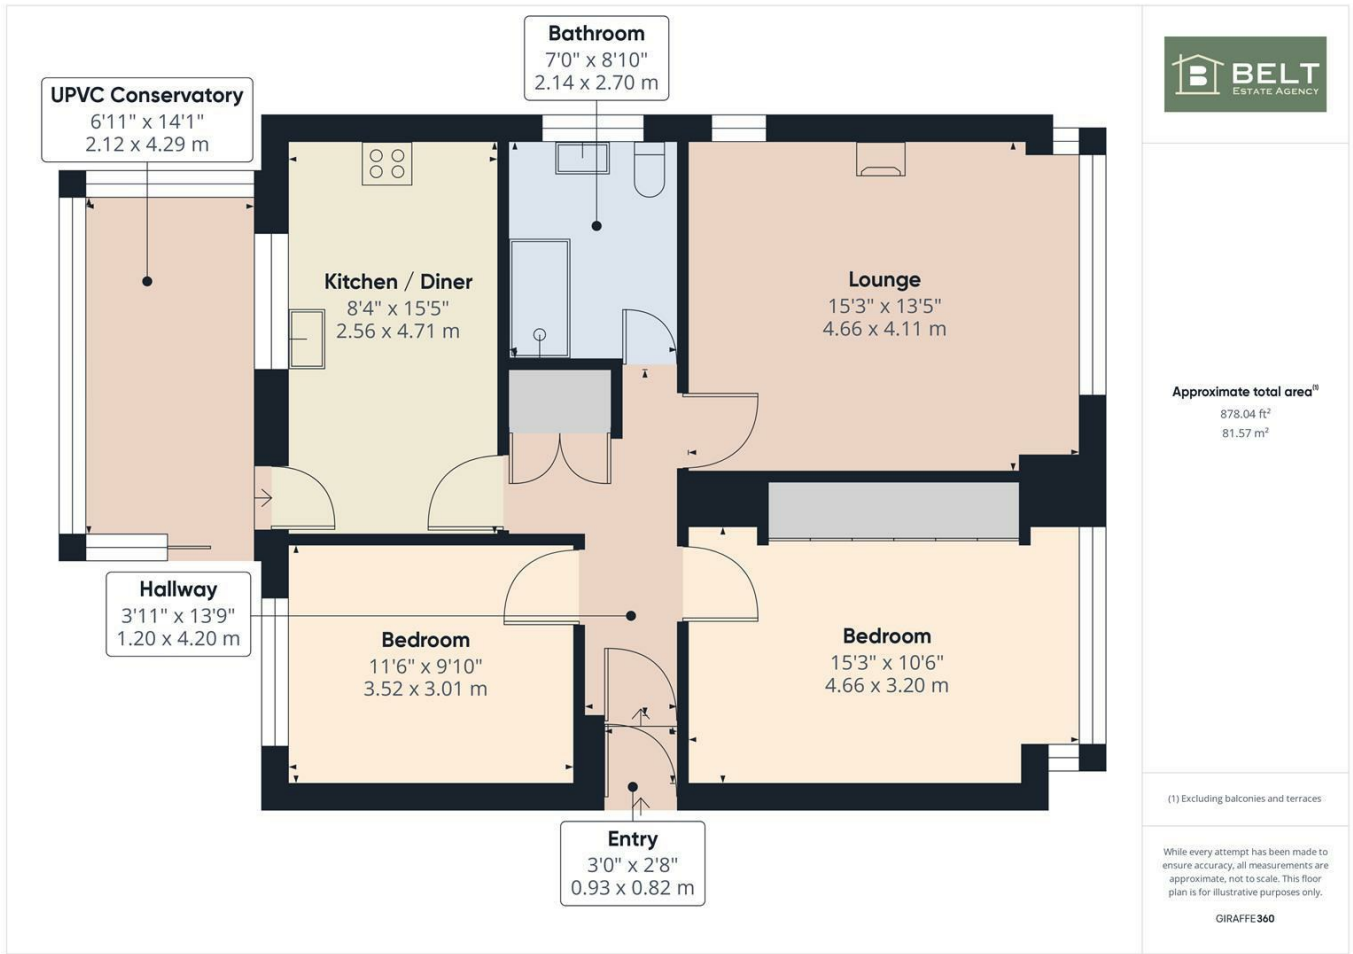 Bathroom
7'0" x 8'10"
2.14 x 2.70 m
UPVC Conservatory
6'11" x 14'1"
2.12 x 4.29 m
Kitchen / Diner
8'4" x 15'5"
2.56 x 4.71 m
Lounge
15'3" x 13'5"
4.66 x 4.11 m
Hallway
3'11" x 13'9"
1.20 x 4.20 m
Bedroom
11'6" x 9'10"
3.52 x 3.01 m
Bedroom
15'3" x 10'6"
4.66 x 3.20 m
Entry
3'0" x 2'8"
0.93 x 0.82 m
B BELT
ESTATE AGENCY
Approximate total area(1)
878.04 ft²
81.57 m²
(1) Excluding balconies and terraces
While every attempt has been made to
ensure accuracy, all measurements are
approximate, not to scale. This floor
plan is for illustrative purposes only.
GIRAFFE360